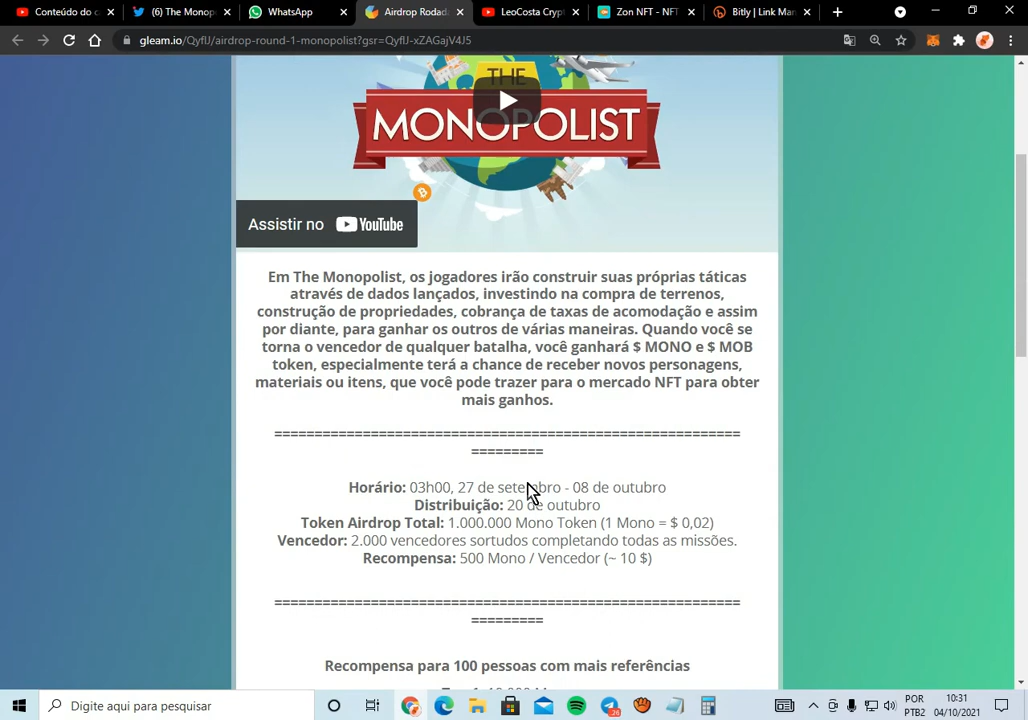 Conteúdo do c
(6) The Monop
WhatsApp
Airdrop Rodad
LeoCosta Cryp
Zon NFT - NFT
Bitly | Link Man
gleam.io/QyflJ/airdrop-round-1-monopolist?gsr=QyflJ-xZAGajV4J5
THE
MONOPOLIST
Assistir no YouTube
Em The Monopolist, os jogadores irão construir suas próprias táticas
através de dados lançados, investindo na compra de terrenos,
construção de propriedades, cobrança de taxas de acomodação e assim
por diante, para ganhar os outros de várias maneiras. Quando você se
torna o vencedor de qualquer batalha, você ganhará $ MONO e $ MOB
token, especialmente terá a chance de receber novos personagens,
materiais ou itens, que você pode trazer para o mercado NFT para obter
mais ganhos.
==========================================================
=========
Horário: 03h00, 27 de setembro - 08 de outubro
Distribuição: 20 de outubro
Token Airdrop Total: 1.000.000 Mono Token (1 Mono = $ 0,02)
Vencedor: 2.000 vencedores sortudos completando todas as missões.
Recompensa: 500 Mono / Vencedor (~ 10 $)
==========================================================
=========
Recompensa para 100 pessoas com mais referências
Digite aqui para pesquisar
POR
PTB2
10:31
04/10/2021